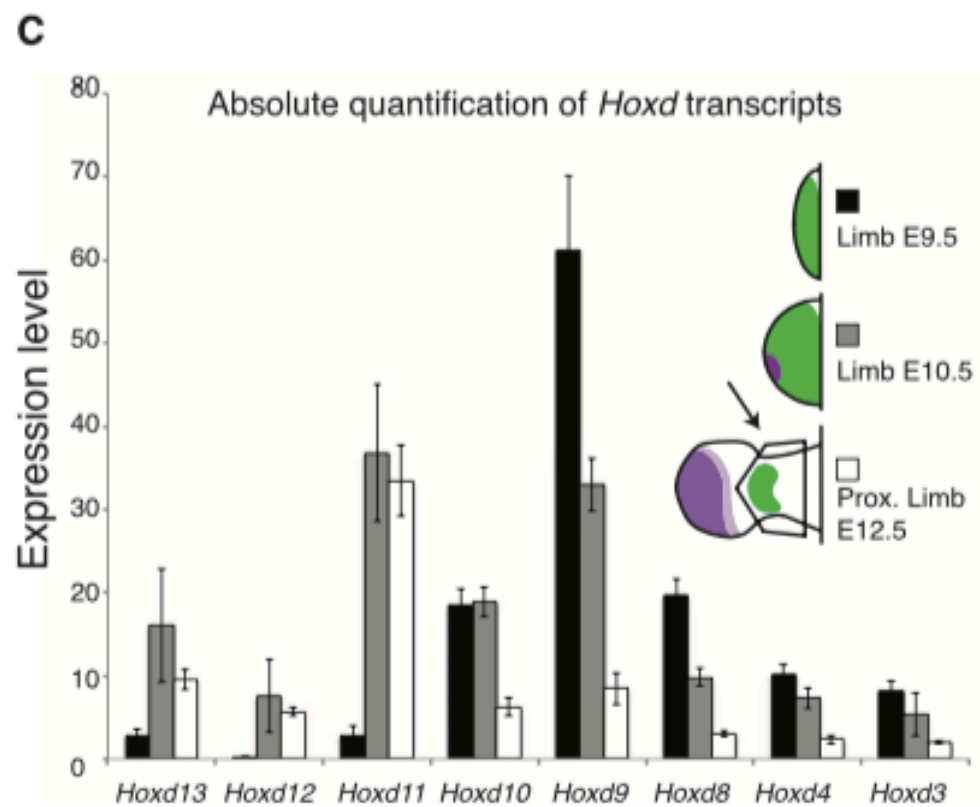 C
Absolute quantification of Hoxd transcripts
Expression level
80
70
60
50
40
30
20
10
0
Limb E9.5
Limb E10.5
Prox. Limb
E12.5
Hoxd13 Hoxd12 Hoxd11 Hoxd10 Hoxd9 Hoxd8 Hoxd4 Hoxd3